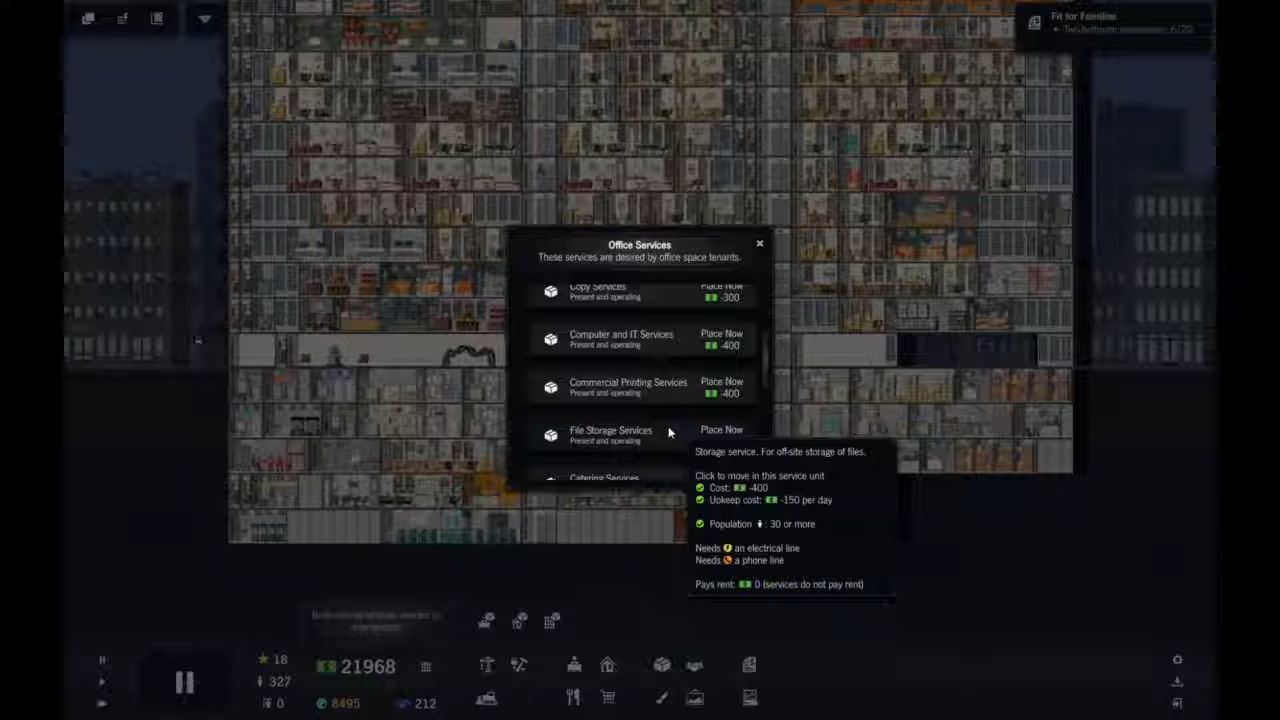 Fit for Families
6/20
Office Services
These services are desired by office space tenants.
Copy Services
Place Now
Present and operating
-300
Computer and IT Services
Place Now
Present and operating
-400
Commercial Printing Services
Place Now
Present and operating
-400
File Storage Services
Place Now
Present and operating
Catering Services
Storage service. For off-site storage of files.
Click to move in this service unit
Cost: -400
Upkeep cost: -150 per day
Population : 30 or more
Needs an electrical line
Needs a phone line
Pays rent: 0 (services do not pay rent)
18
21968
327
0
8495
212